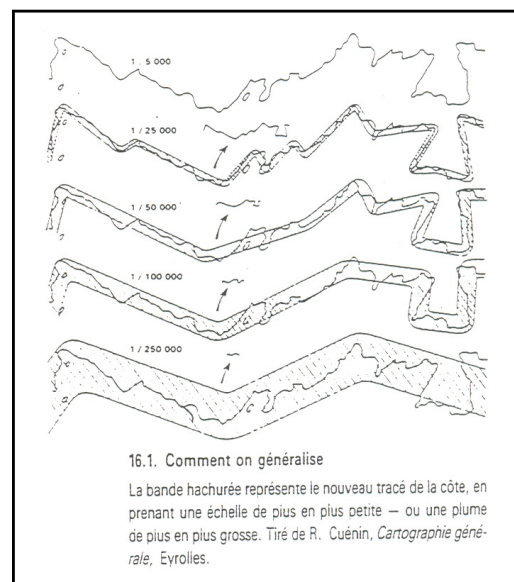 1 : 5 000
1 / 25 000
1 / 50 000
1 / 100 000
1 / 250 000
16.1. Comment on généralise
La bande hachurée représente le nouveau tracé de la côte, en
prenant une échelle de plus en plus petite — ou une plume
de plus en plus grosse. Tiré de R. Cuénin, Cartographie géné-
rale, Eyrolles.